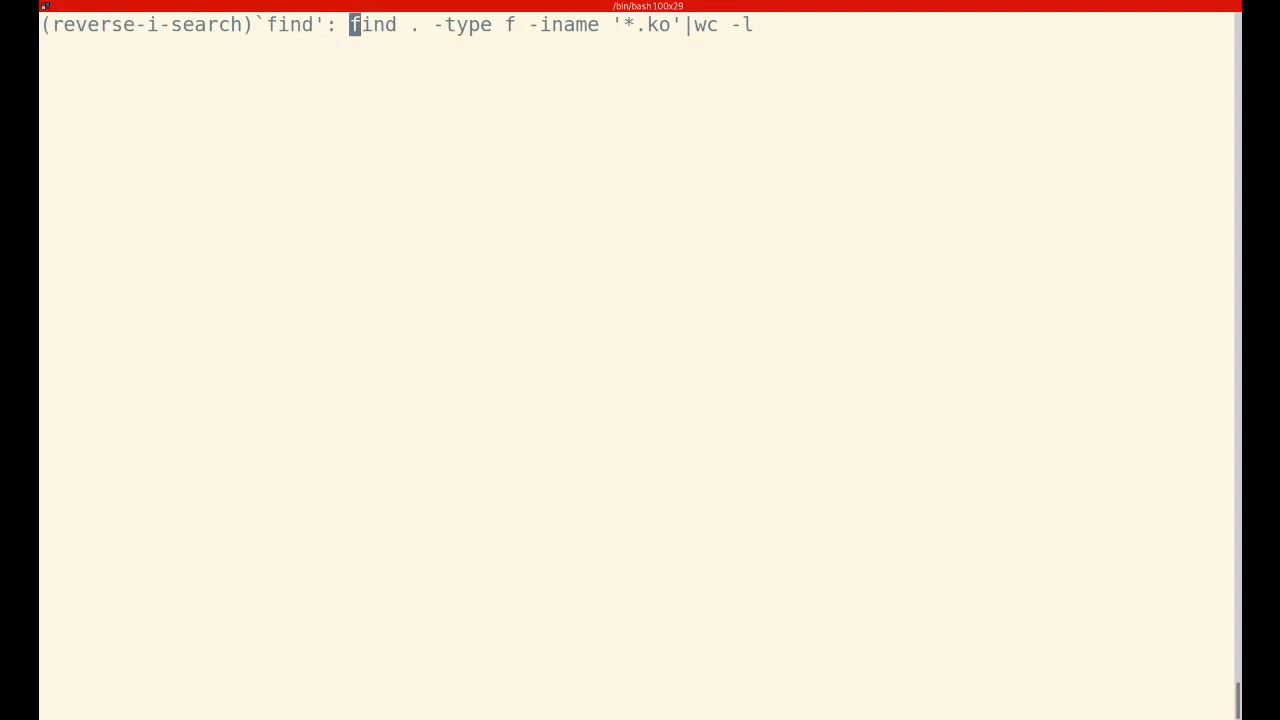 /bin/bash 100x29
(reverse-i-search)`find': find . -type f -iname '*.ko'|wc -l